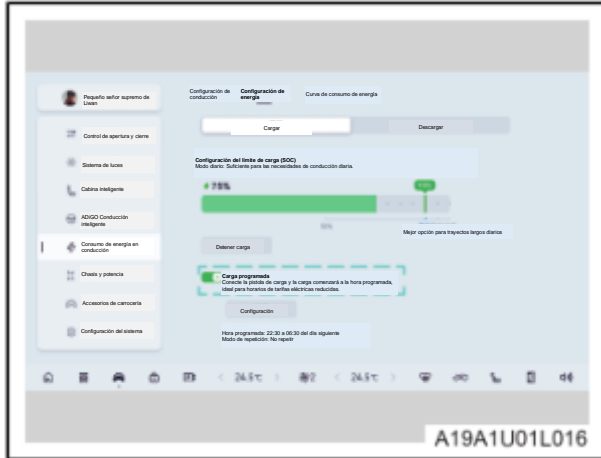 Pequeño señor supremo de
Liwan
Control de apertura y cierre
Sistema de luces
Cabina inteligente
ADiGO Conducción
inteligente
Consumo de energía en
conducción
Chasis y potencia
Accesorios de carrocería
Configuración del sistema
Configuración de
conducción
Configuración de
energía
Curva de consumo de energía
Cargar
Descargar
Configuración del límite de carga (SOC)
Modo diario: Suficiente para las necesidades de conducción diaria.
75%
Mejor opción para trayectos largos diarios
Detener carga
Carga programada
Conecte la pistola de carga y la carga comenzará a la hora programada,
ideal para horarios de tarifas eléctricas reducidas.
Configuración
Hora programada: 22:30 a 06:30 del día siguiente
Modo de repetición: No repetir
24.5℃
2
24.5℃
A19A1U01L016